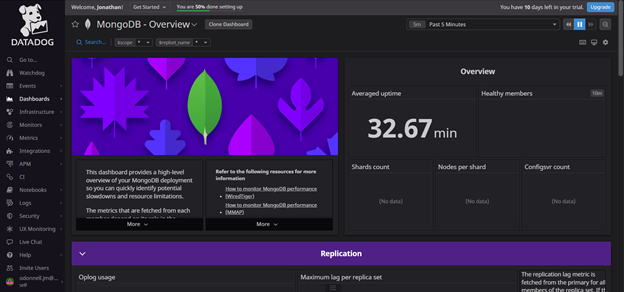 Welcome, Jonathan!
Get Started
You are 50% done setting up
You have 10 days left in your trial.
Upgrade
DATADOG
MongoDB - Overview
Clone Dashboard
5m
Past 5 Minutes
Search...
$scope
*
$replset_name
*
Go to...
Watchdog
Events
Dashboards
Infrastructure
Monitors
Metrics
Integrations
APM
CI
Notebooks
Logs
Security
UX Monitoring
Live Chat
Help
Invite Users
odonnell.jm@...
self
This dashboard provides a high-level
overview of your MongoDB deployment
so you can quickly identify potential
slowdowns and resource limitations.
The metrics that are fetched from each
More
Refer to the following resources for more
information
How to monitor MongoDB performance
(WiredTiger)
How to monitor MongoDB performance
(MMAP)
More
Overview
Averaged uptime
32.67 min
Healthy members
10m
Shards count
(No data)
Nodes per shard
(No data)
Configsvr count
(No data)
Replication
Oplog usage
Maximum lag per replica set
The replication lag metric is
fetched from the primary for all
members of the replica set. If th